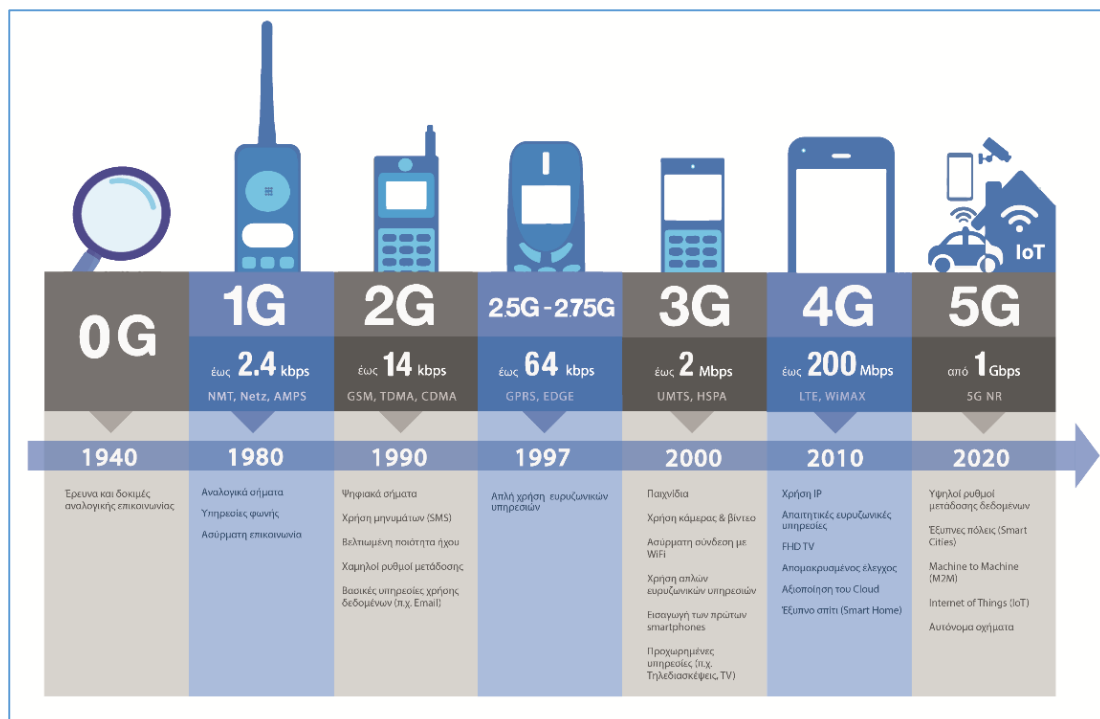 IoT
0G
1G
2G
2.5G - 2.75G
3G
4G
5G
έως 2.4 kbps
NMT, Netz, AMPS
έως 14 kbps
GSM, TDMA, CDMA
έως 64 kbps
GPRS, EDGE
έως 2 Mbps
UMTS, HSPA
έως 200 Mbps
LTE, WiMAX
από 1 Gbps
5G NR
1940
1980
1990
1997
2000
2010
2020
Έρευνα και δοκιμές
αναλογικής επικοινωνίας
Αναλογικά σήματα
Υπηρεσίες φωνής
Ασύρματη επικοινωνία
Ψηφιακά σήματα
Χρήση μηνυμάτων (SMS)
Βελτιωμένη ποιότητα ήχου
Χαμηλοί ρυθμοί μετάδοσης
Βασικές υπηρεσίες χρήσης
δεδομένων (π.χ. Email)
Απλή χρήση ευρυζωνικών
υπηρεσιών
Παιχνίδια
Χρήση κάμερας & βίντεο
Ασύρματη σύνδεση με
WiFi
Χρήση απλών
ευρυζωνικών υπηρεσιών
Εισαγωγή των πρώτων
smartphones
Προχωρημένες
υπηρεσίες (π.χ.
Τηλεδιασκέψεις, TV)
Χρήση IP
Απαιτητικές ευρυζωνικές
υπηρεσίες
FHD TV
Απομακρυσμένος έλεγχος
Αξιοποίηση του Cloud
Έξυπνο σπίτι (Smart Home)
Υψηλοί ρυθμοί
μετάδοσης δεδομένων
Έξυπνες πόλεις (Smart
Cities)
Machine to Machine
(M2M)
Internet of Things (IoT)
Αυτόνομα οχήματα